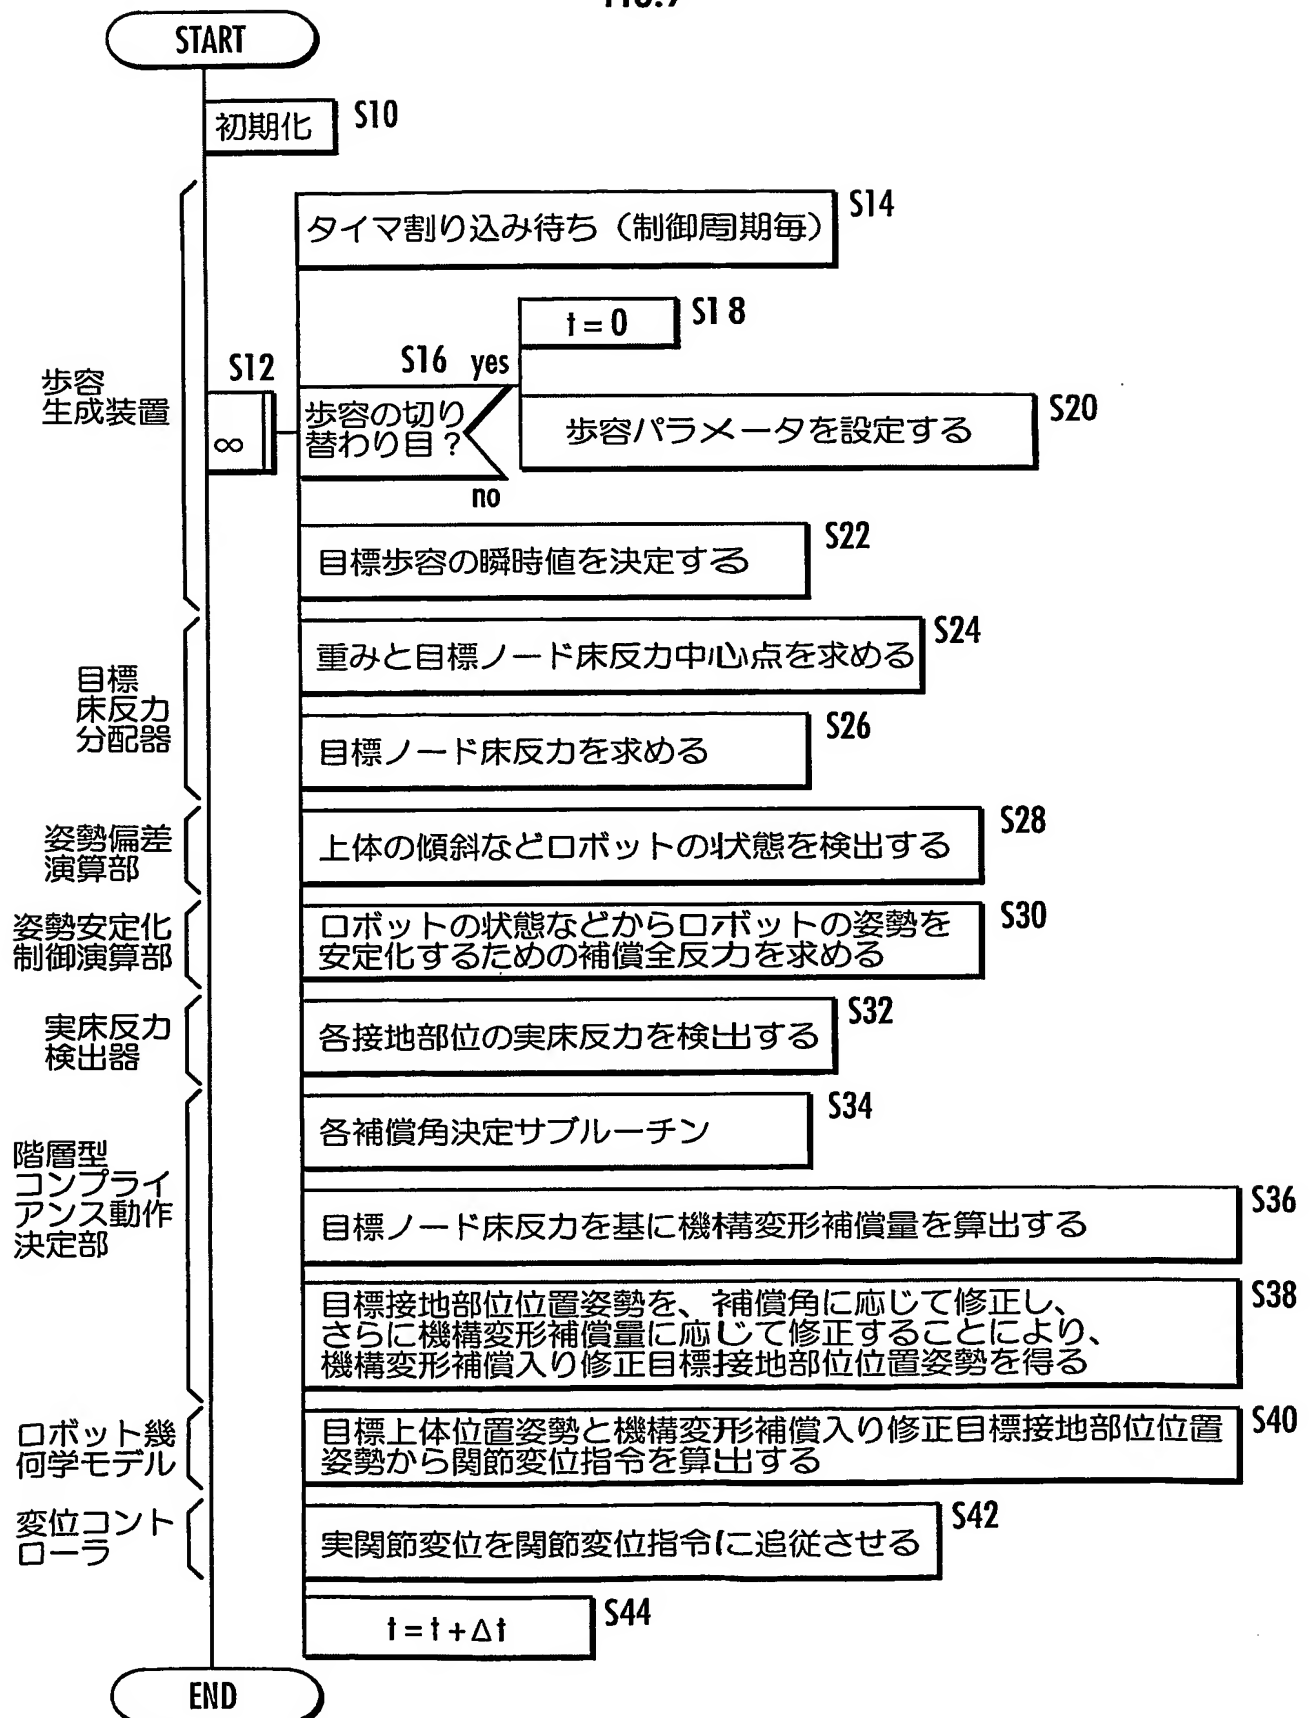 START
初期化
S10
タイマ割り込み待ち（制御周期毎）
S14
t = 0
S18
S12
∞
S16
yes
歩容の切り
替わり目？
no
歩容パラメータを設定する
S20
歩容
生成装置
目標歩容の瞬時値を決定する
S22
目標
床反力
分配器
重みと目標ノード床反力中心点を求める
S24
目標ノード床反力を求める
S26
姿勢偏差
演算部
上体の傾斜などロボットの状態を検出する
S28
姿勢安定化
制御演算部
ロボットの状態などからロボットの姿勢を
安定化するための補償全反力を求める
S30
実床反力
検出器
各接地部位の実床反力を検出する
S32
階層型
コンプライ
アンス動作
決定部
各補償角決定サブルーチン
S34
目標ノード床反力を基に機構変形補償量を算出する
S36
目標接地部位位置姿勢を、補償角に応じて修正し、
さらに機構変形補償量に応じて修正することにより、
機構変形補償入り修正目標接地部位位置姿勢を得る
S38
ロボット幾
何学モデル
目標上体位置姿勢と機構変形補償入り修正目標接地部位位置
姿勢から関節変位指令を算出する
S40
変位コント
ローラ
実関節変位を関節変位指令に追従させる
S42
t = t + Δt
S44
END